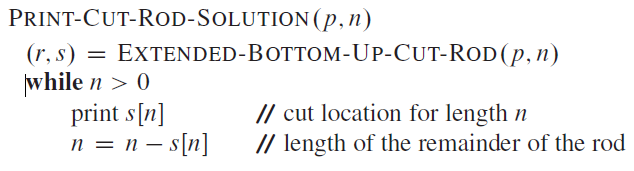 PRINT-CUT-ROD-SOLUTION(p, n)
(r, s) = EXTENDED-BOTTOM-UP-CUT-ROD(p, n)
while n > 0
print s[n] // cut location for length n
n = n − s[n] // length of the remainder of the rod